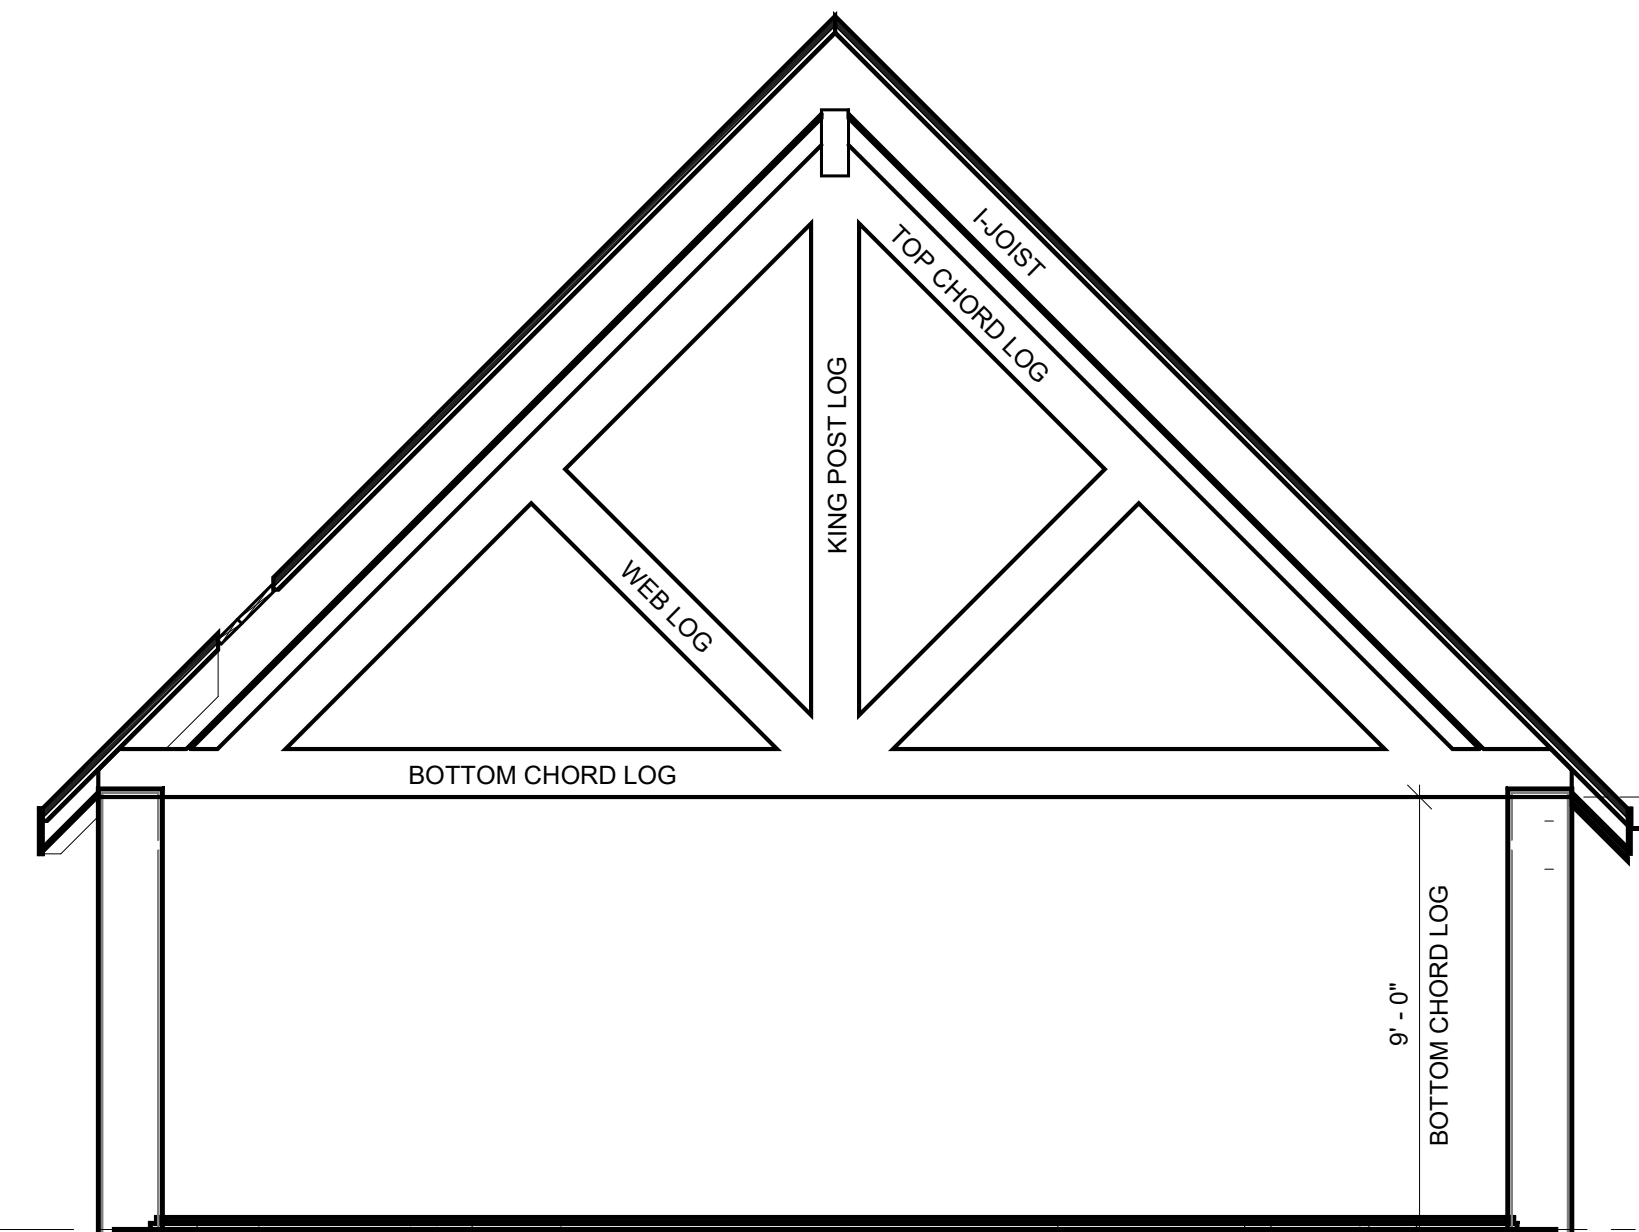 I-JOIST
TOP CHORD LOG
KING POST LOG
WEB LOG
BOTTOM CHORD LOG
9' - 0"
BOTTOM CHORD LOG